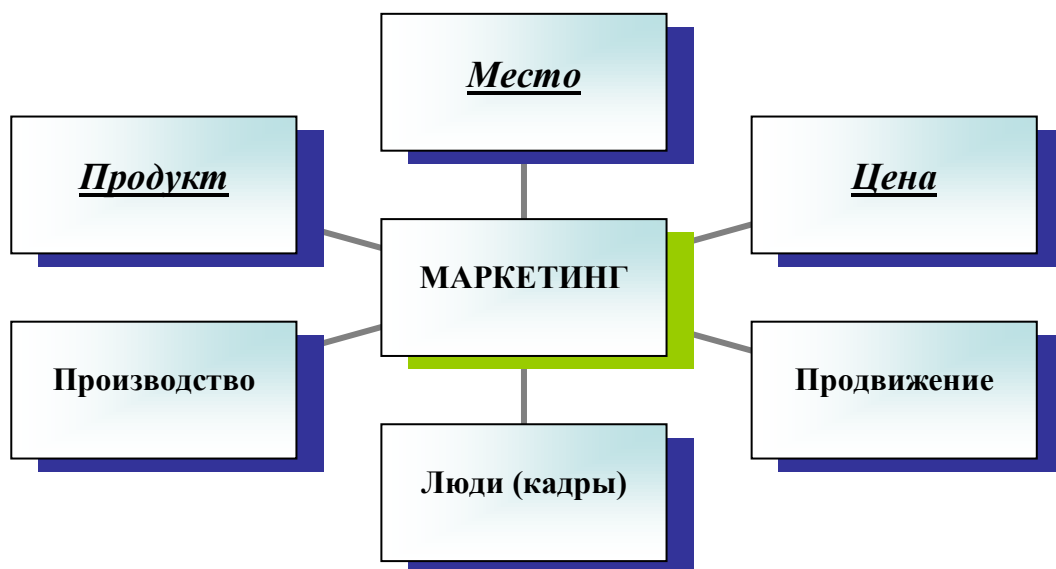 Место
Продукт
Цена
МАРКЕТИНГ
Производство
Продвижение
Люди (кадры)